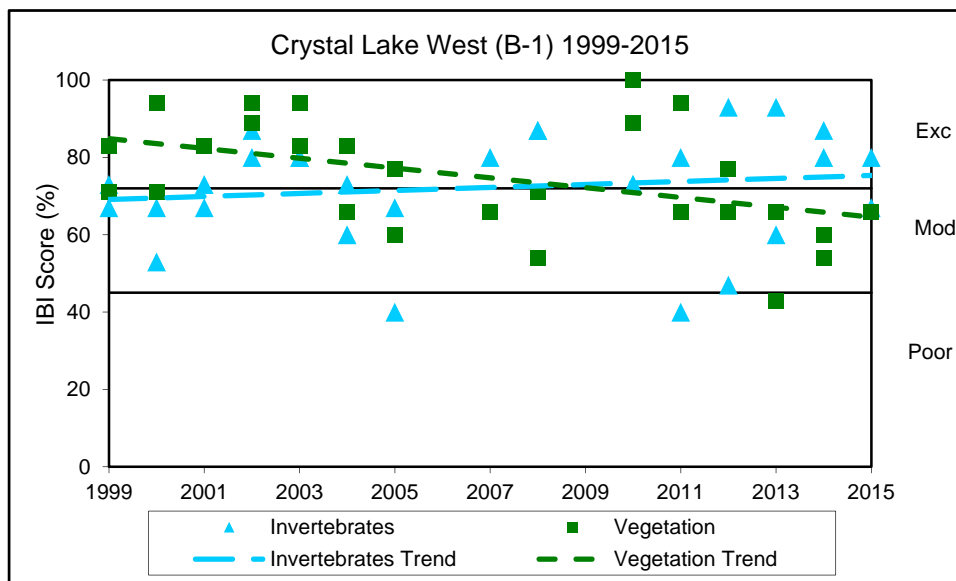 Crystal Lake West (B-1) 1999-2015
100
80
60
40
20
0
IBI Score (%)
Exc
Mod
Poor
1999 2001 2003 2005 2007 2009 2011 2013 2015
Invertebrates Vegetation
Invertebrates Trend Vegetation Trend